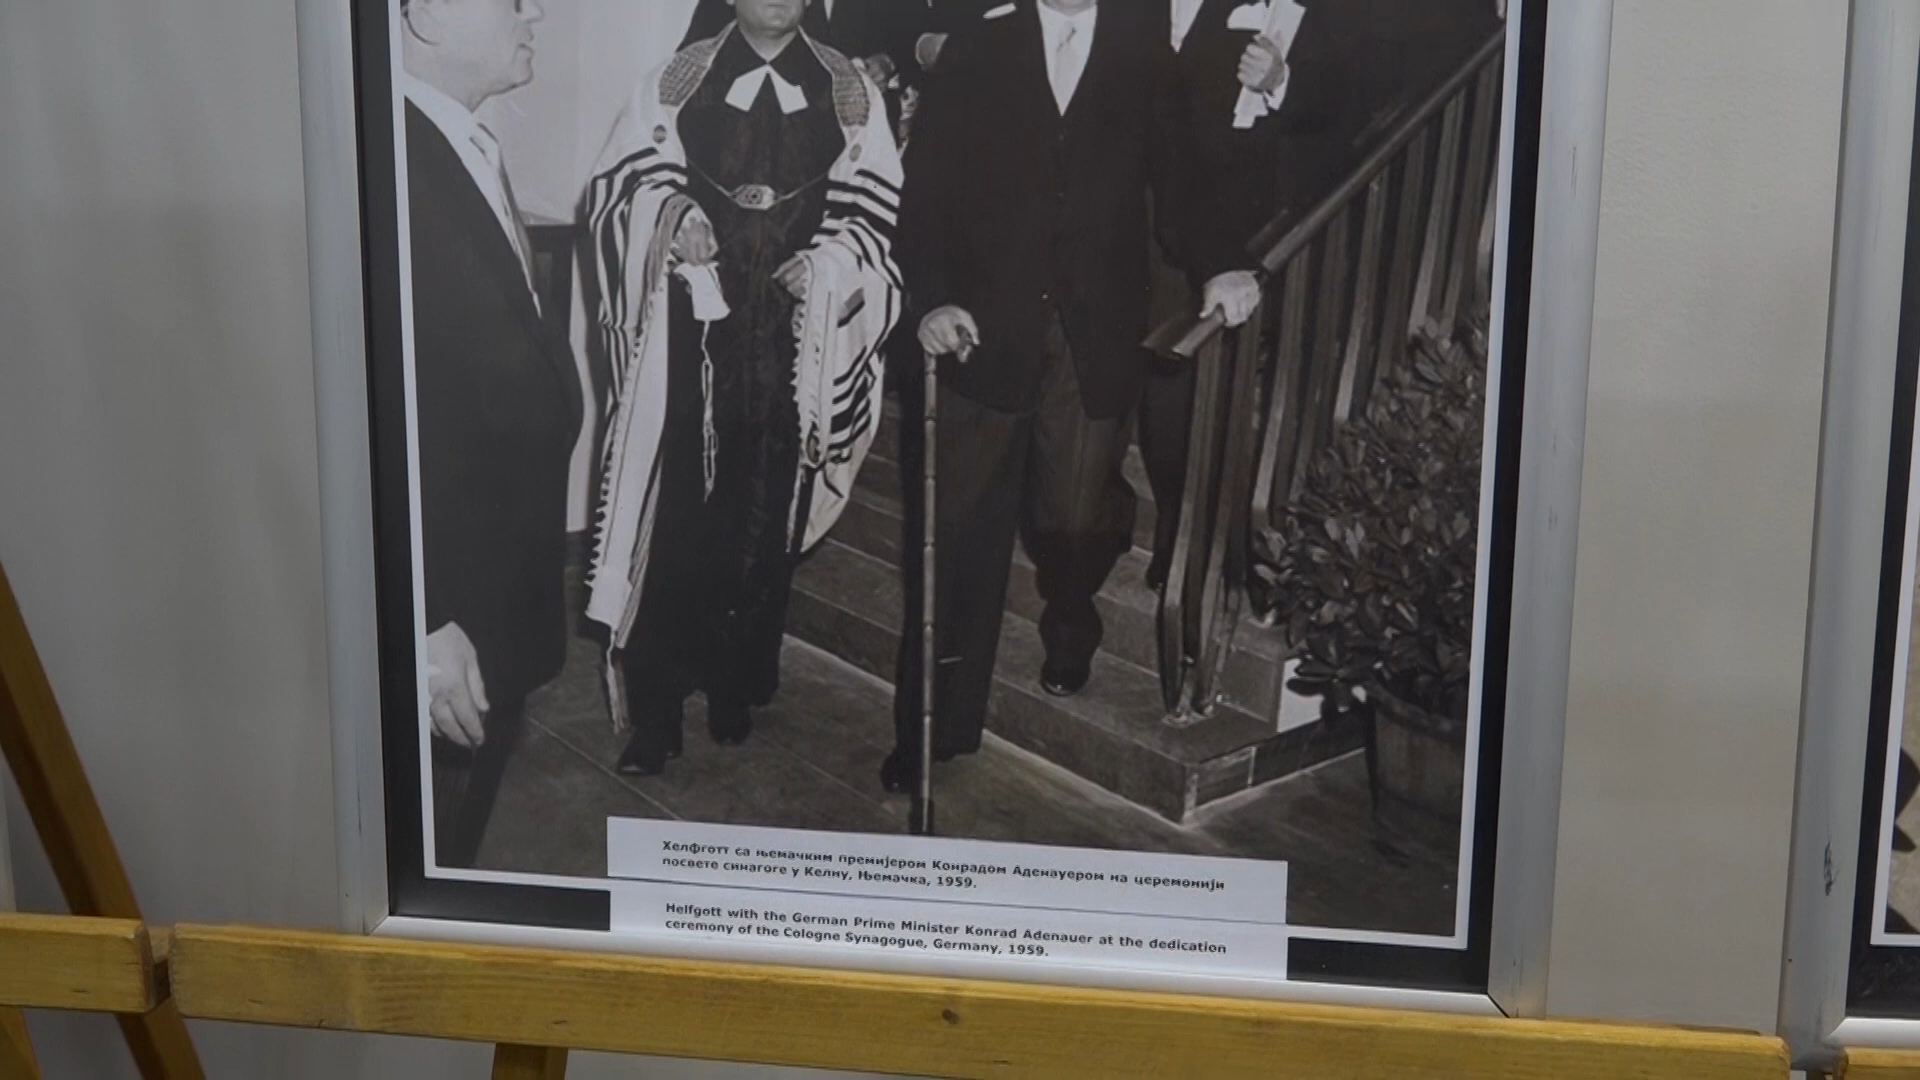 Хелфготт са њемачким премијером Конрадом Аденауером на церемонији
посвете синагоге у Келну, Њемачка, 1959.
Helfgott with the German Prime Minister Konrad Adenauer at the dedication
ceremony of the Cologne Synagogue, Germany, 1959.